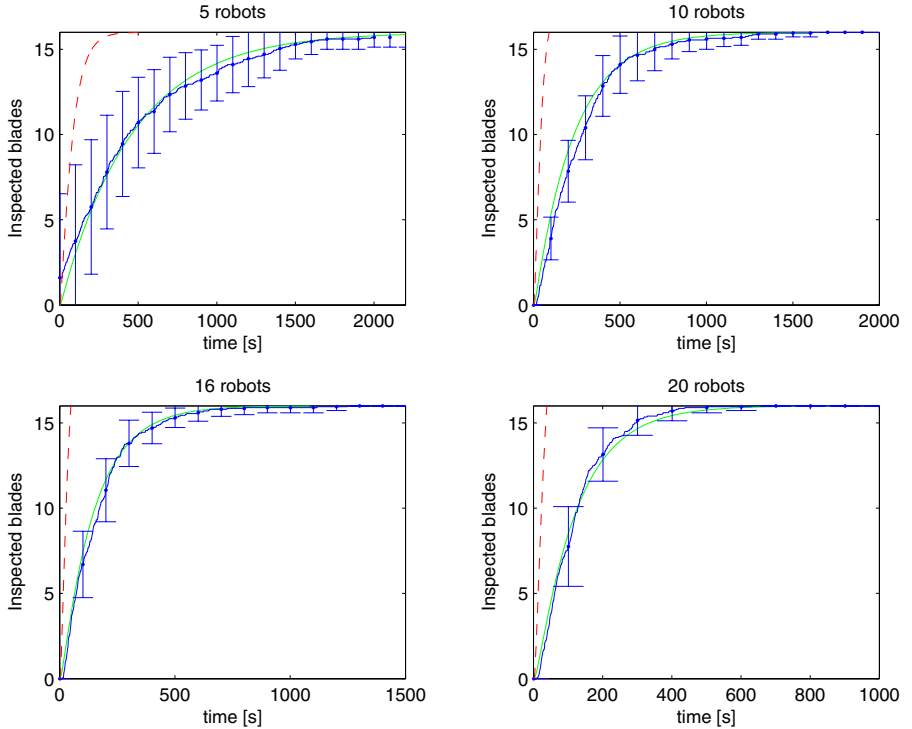 5 robots
Inspected blades
15
10
5
0
0 500 1000 1500 2000
time [s]
10 robots
Inspected blades
15
10
5
0
0 500 1000 1500 2000
time [s]
16 robots
Inspected blades
15
10
5
0
0 500 1000 1500
time [s]
20 robots
Inspected blades
15
10
5
0
0 200 400 600 800 1000
time [s]